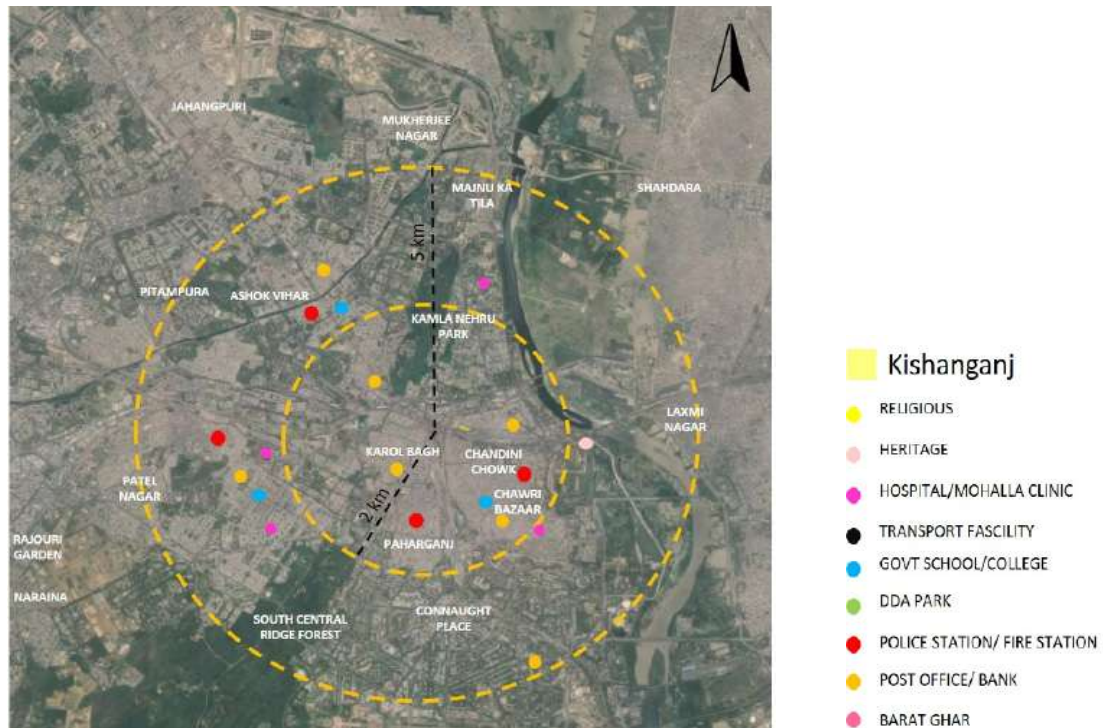 JAHANGPURI
MUKHERJEE
NAGAR
MAJNU KA
TILA
SHAHDARA
5 km
PITAMPURA
ASHOK VIHAR
KAMLA NEHRU
PARK
LAXMI
NAGAR
KAROL BAGH
CHANDINI
CHOWK
PATEL
NAGAR
2 km
CHAWRI
BAZAAR
RAJOURI
GARDEN
PAHARGANJ
NARAINA
SOUTH CENTRAL
RIDGE FOREST
CONNAUGHT
PLACE
Kishanganj
RELIGIOUS
HERITAGE
HOSPITAL/MOHALLA CLINIC
TRANSPORT FASCILITY
GOVT SCHOOL/COLLEGE
DDA PARK
POLICE STATION/ FIRE STATION
POST OFFICE/ BANK
BARAT GHAR